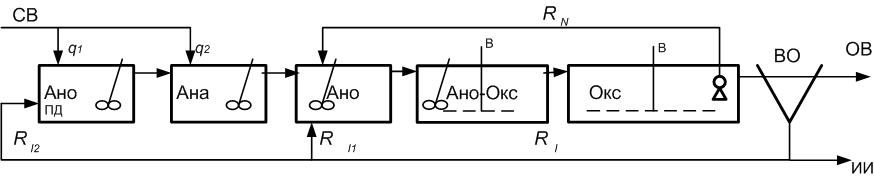 СВ
R N
В
В
ВО
ОВ
q1
q2
Ано
ПД
Ана
Ано
Ано-Окс
Окс
R I2
R I1
R I
ИИ